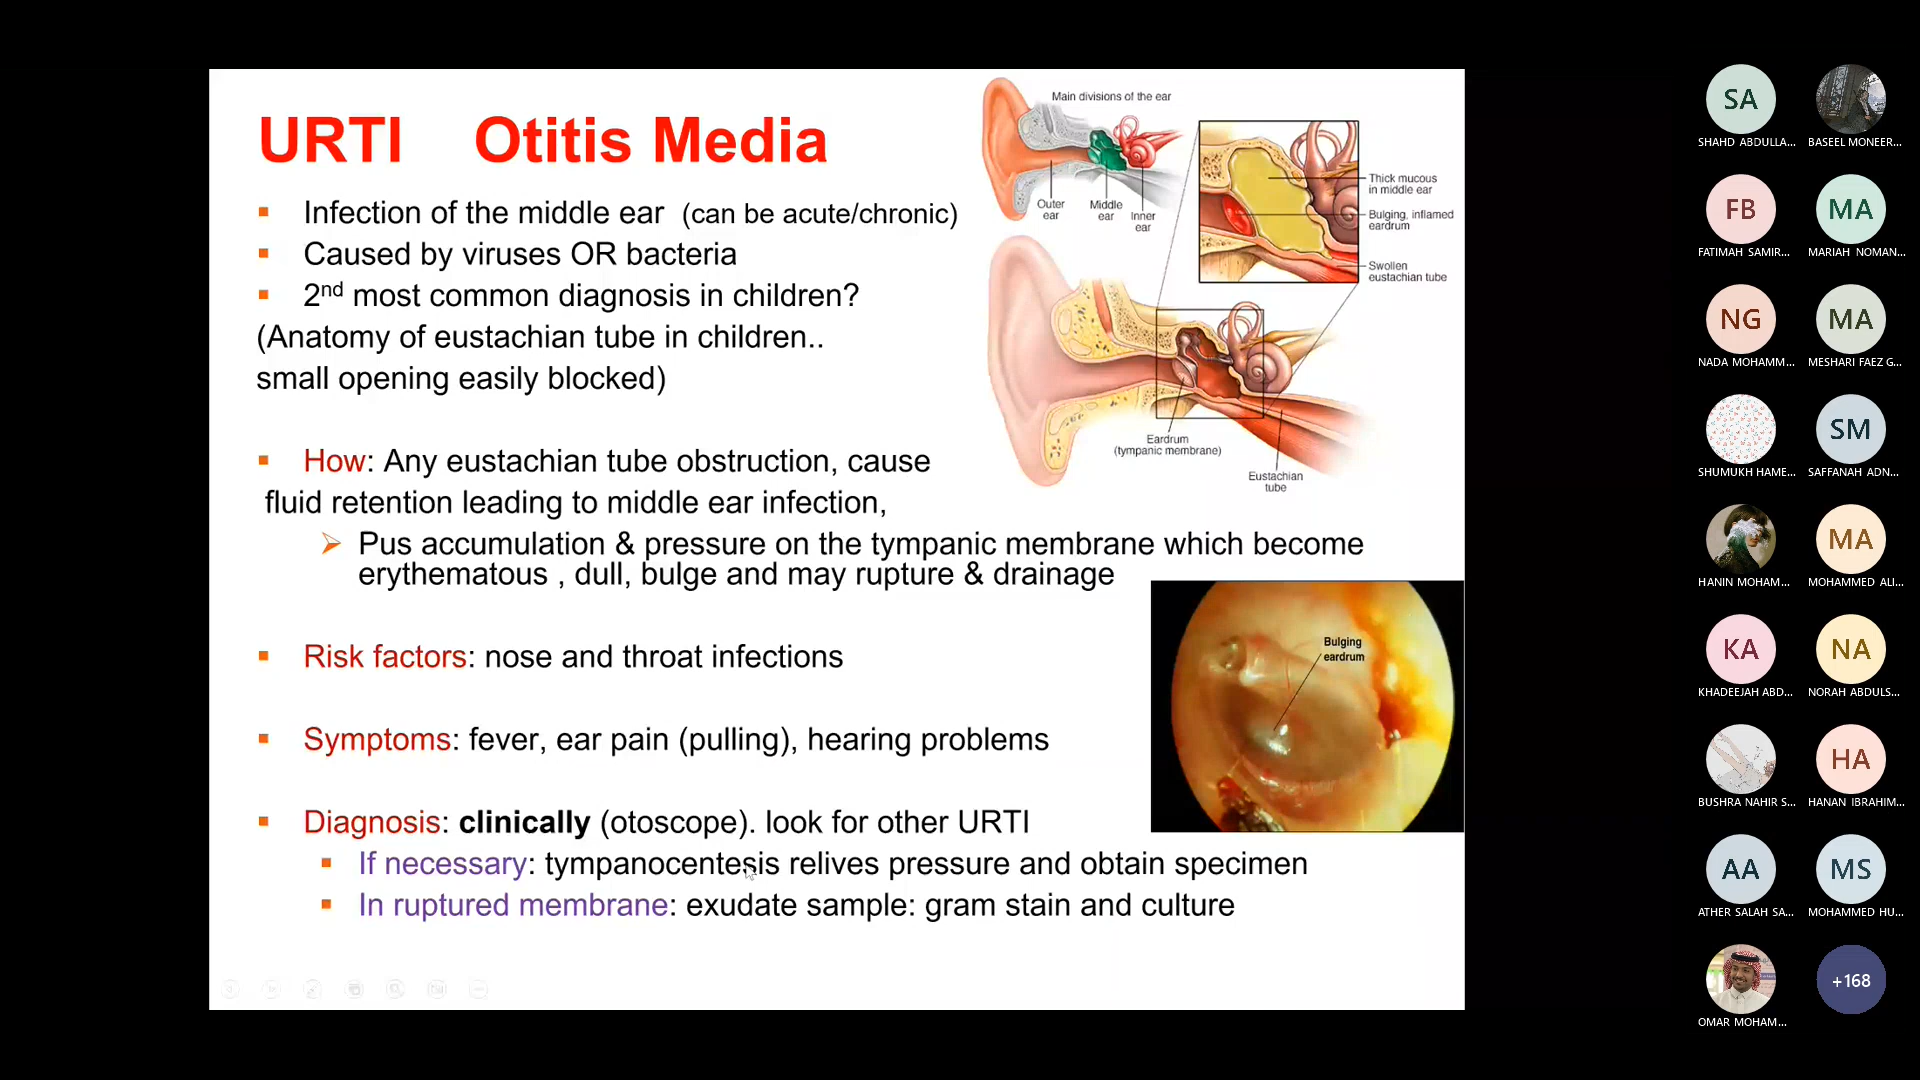 URTI Otitis Media
Infection of the middle ear (can be acute/chronic)
Caused by viruses OR bacteria
2nd most common diagnosis in children?
(Anatomy of eustachian tube in children..
small opening easily blocked)
How: Any eustachian tube obstruction, cause
fluid retention leading to middle ear infection,
Pus accumulation & pressure on the tympanic membrane which become
erythematous , dull, bulge and may rupture & drainage
Risk factors: nose and throat infections
Symptoms: fever, ear pain (pulling), hearing problems
Diagnosis: clinically (otoscope). look for other URTI
If necessary: tympanocentesis relives pressure and obtain specimen
In ruptured membrane: exudate sample: gram stain and culture
Main divisions of the ear
Outer
ear
Middle
ear
Inner
ear
Thick mucous
in middle ear
Bulging, inflamed
eardrum
Swollen
eustachian tube
Eardrum
(tympanic membrane)
Eustachian
tube
Bulging
eardrum
SA
SHAHD ABDULLA...
BASEEL MONEER...
FB
FATIMAH SAMIR...
MA
MARIAH NOMAN...
NG
NADA MOHAMM...
MA
MESHARI FAEZ G...
SHUMUKH HAME...
SM
SAFFANAH ADN...
HANIN MOHAM...
MA
MOHAMMED ALI...
KA
KHADEEJAH ABD...
NA
NORAH ABDULS...
BUSHRA NAHIR S...
HA
HANAN IBRAHIM...
AA
ATHER SALAH SA...
MS
MOHAMMED HU...
OMAR MOHAM...
+168